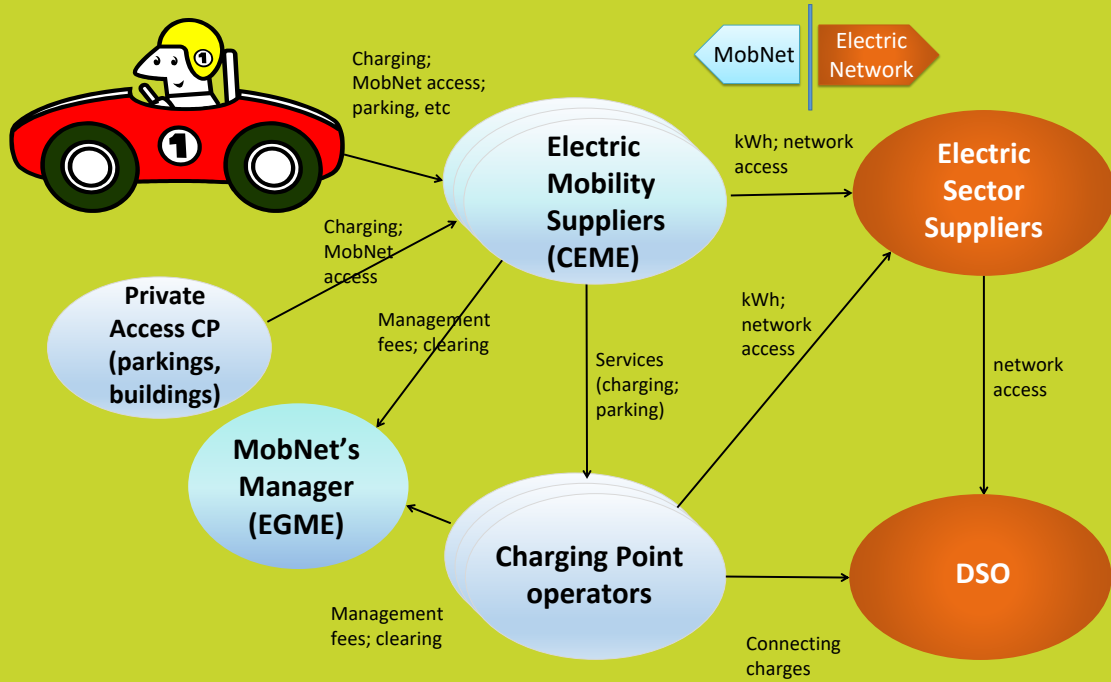 1
1
Charging;
MobNet access;
parking, etc
MobNet
Electric
Network
Electric
Mobility
Suppliers
(CEME)
kWh; network
access
Electric
Sector
Suppliers
Charging;
MobNet
access
Private
Access CP
(parkings,
buildings)
Management
fees; clearing
kWh;
network
access
Services
(charging;
parking)
network
access
MobNet’s
Manager
(EGME)
Charging Point
operators
DSO
Management
fees; clearing
Connecting
charges